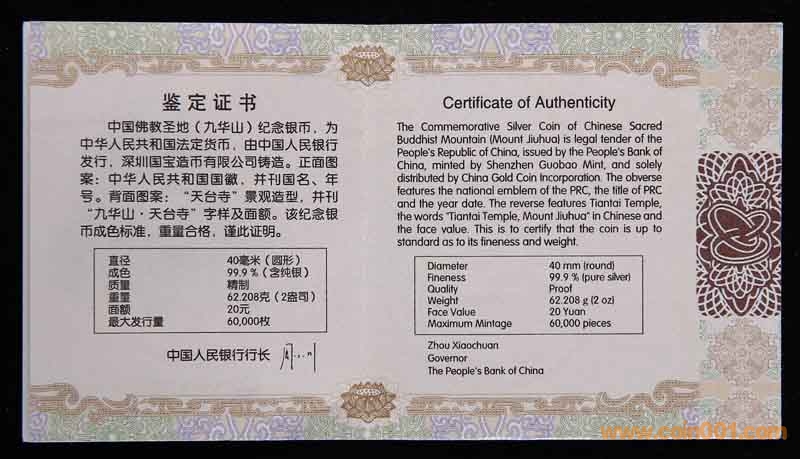 鉴定证书
中国佛教圣地（九华山）纪念银币，为
中华人民共和国法定货币，由中国人民银行
发行，深圳国宝造币有限公司铸造。正面图
案：中华人民共和国国徽，并刊国名、年
号。背面图案：“天台寺”景观造型，并刊
“九华山·天台寺”字样及面额。该纪念银
币成色标准，重量合格，谨此证明。
直径 40毫米（圆形）
成色 99.9％（含纯银）
质量 精制
重量 62.208克（2盎司）
面额 20元
最大发行量 60,000枚
中国人民银行行长
Certificate of Authenticity
The Commemorative Silver Coin of Chinese Sacred
Buddhist Mountain (Mount Jiuhua) is legal tender of the
People's Republic of China, issued by the People's Bank of
China, minted by Shenzhen Guobao Mint, and solely
distributed by China Gold Coin Incorporation. The obverse
features the national emblem of the PRC, the title of PRC
and the year date. The reverse features Tiantai Temple,
the words "Tiantai Temple, Mount Jiuhua" in Chinese and
the face value. This is to certify that the coin is up to
standard as to its fineness and weight.
Diameter 40 mm (round)
Fineness 99.9 % (pure silver)
Quality Proof
Weight 62.208 g (2 oz)
Face Value 20 Yuan
Maximum Mintage 60,000 pieces
Zhou Xiaochuan
Governor
The People's Bank of China
www.coin001.com